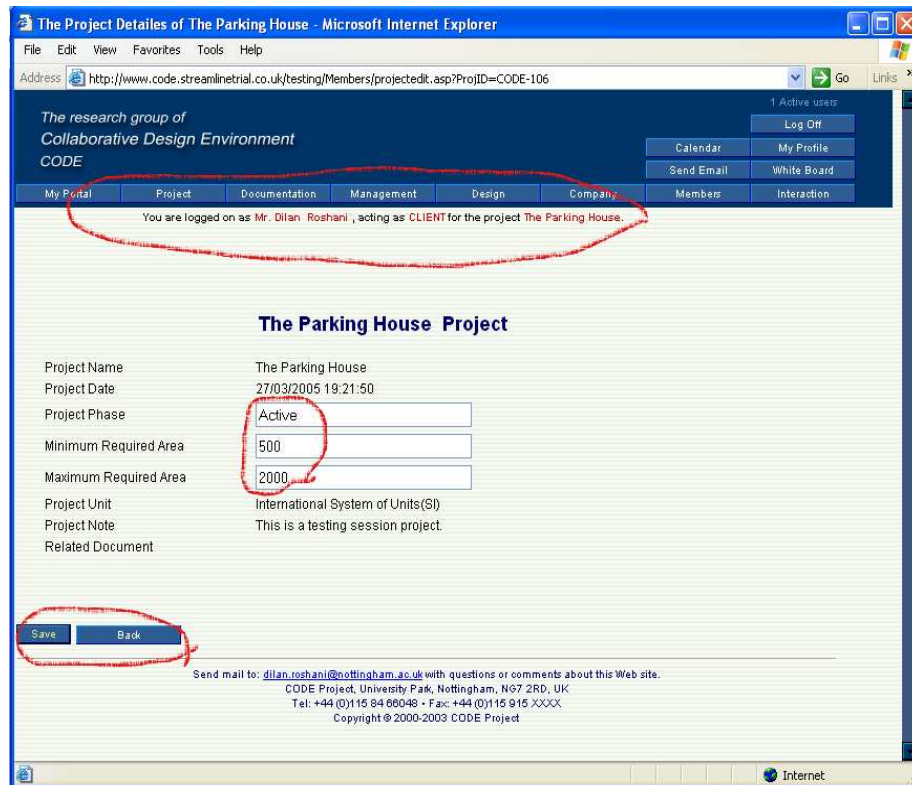 The Project Detailes of The Parking House - Microsoft Internet Explorer
File Edit View Favorites Tools Help
Address http://www.code.streamlinetrial.co.uk/testing/Members/projectedit.asp?ProjID=CODE-106 Go Links »
1 Active users
The research group of
Collaborative Design Environment
CODE
Log Off
Calendar My Profile
Send Email White Board
My Portal Project Documentation Management Design Company Members Interaction
You are logged on as Mr. Dilan Roshani , acting as CLIENT for the project The Parking House.
The Parking House Project
Project Name The Parking House
Project Date 27/03/2005 19:21:50
Project Phase Active
Minimum Required Area 500
Maximum Required Area 2000
Project Unit International System of Units(SI)
Project Note This is a testing session project.
Related Document
Save Back
Send mail to: dilan.roshani@nottingham.ac.uk with questions or comments about this Web site.
CODE Project, University Park, Nottingham, NG7 2RD, UK
Tel: +44 (0)115 84 66048 • Fax: +44 (0)115 915 XXXX
Copyright © 2000-2003 CODE Project
Internet